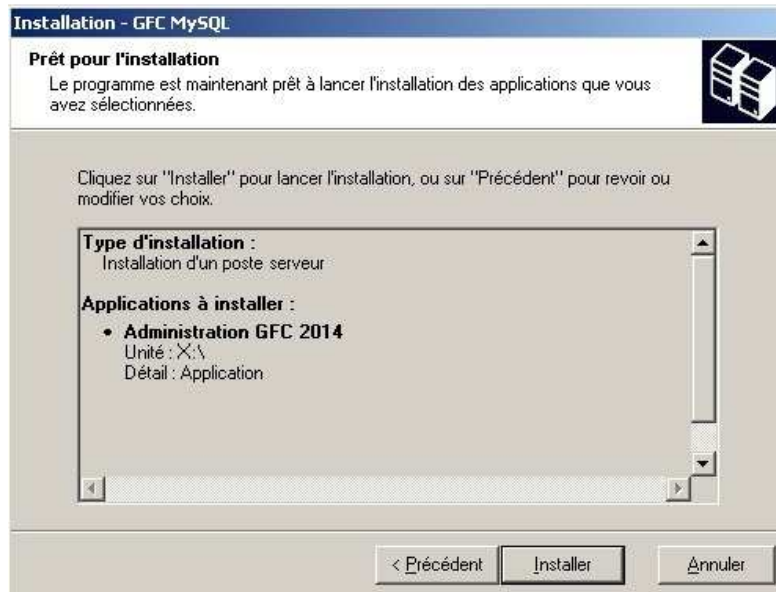 Installation - GFC MySQL
Prêt pour l'installation
Le programme est maintenant prêt à lancer l'installation des applications que vous
avez sélectionnées.
Cliquez sur "Installer" pour lancer l'installation, ou sur "Précédent" pour revoir ou
modifier vos choix.
Type d'installation :
Installation d'un poste serveur
Applications à installer :
• Administration GFC 2014
Unité : X:\
Détail : Application
< Précédent
Installer
Annuler